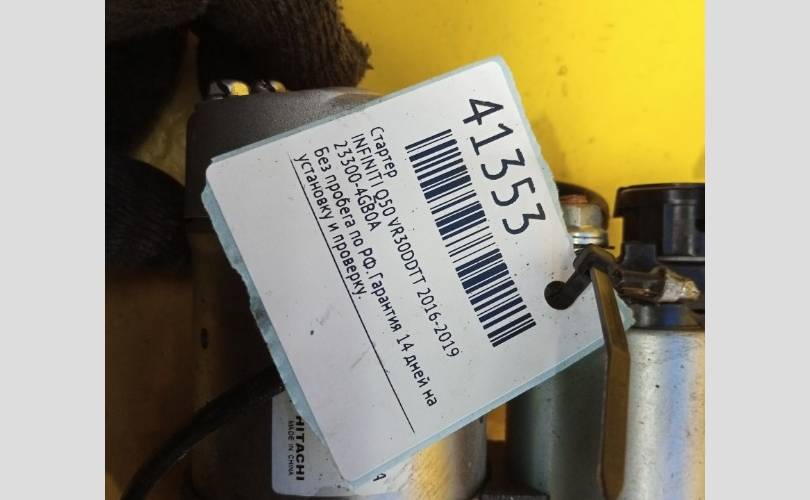 41353
Стартер
INFINITI Q50 VR30DDTT 2016-2019
23300-4GB0A
Без пробега по РФ. Гарантия 14 дней на
установку и проверку.
HITACHI
MADE IN CHINA